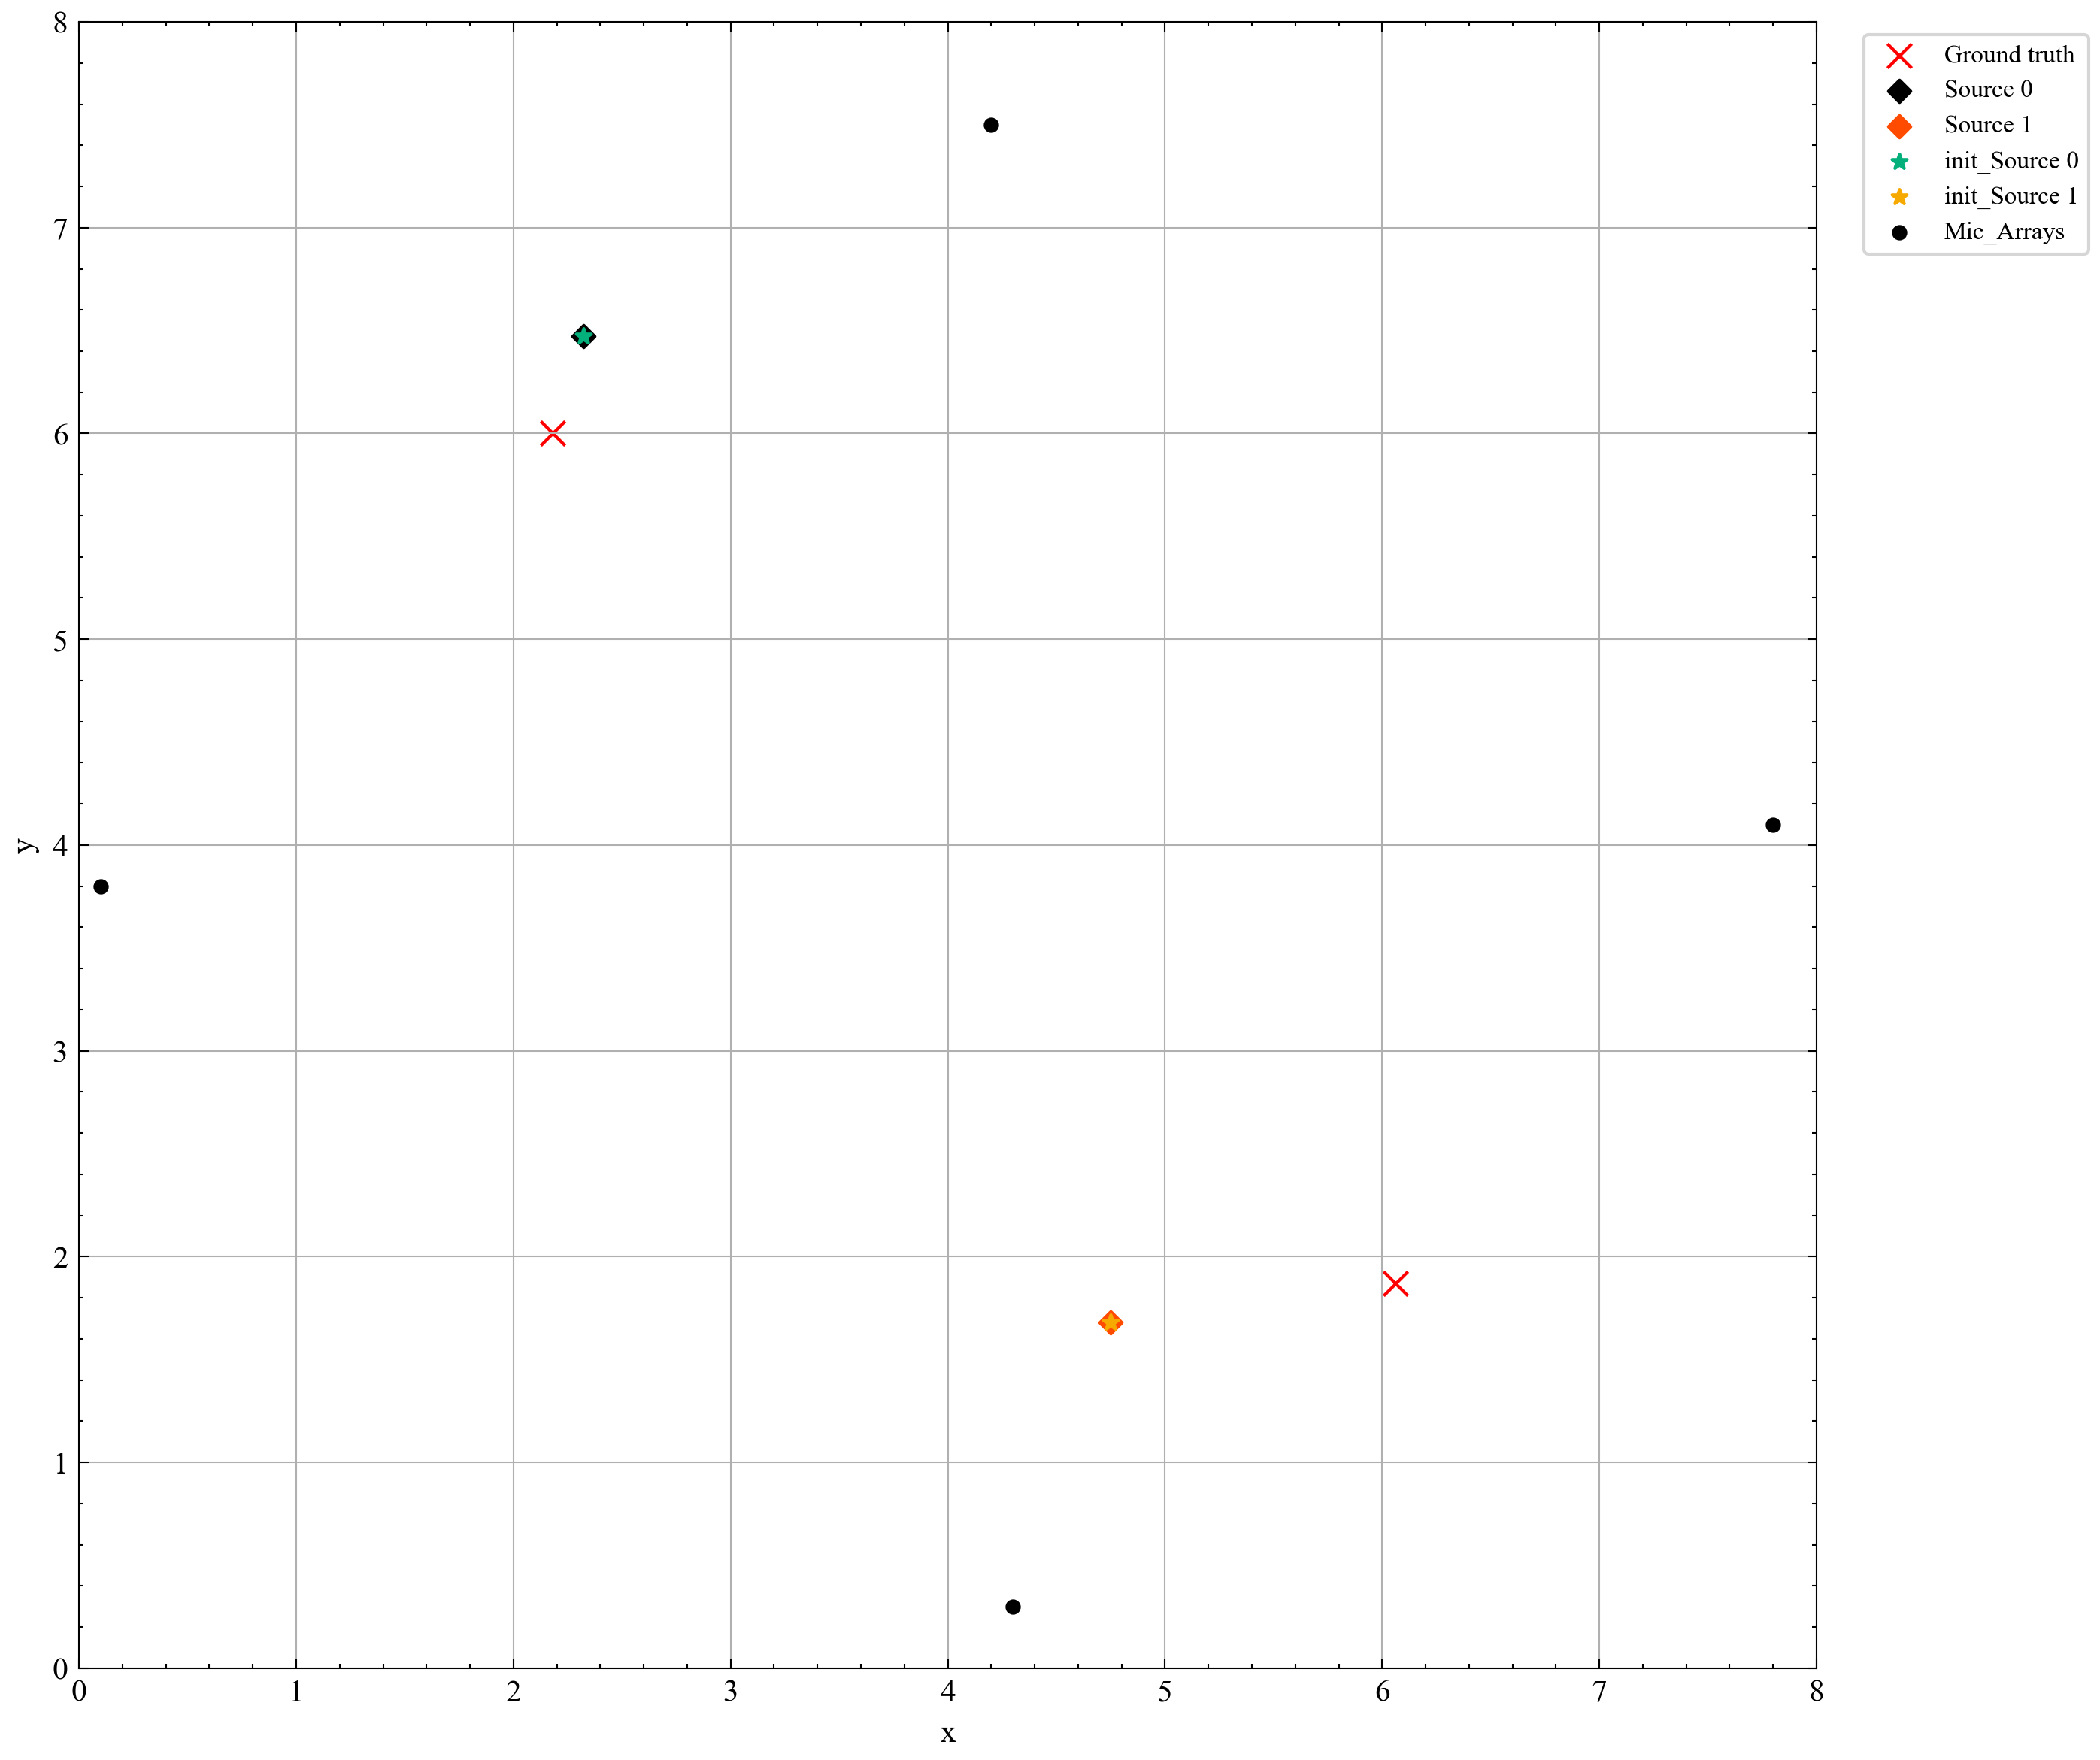 8
7
6
5
4
3
2
1
0
y
0 1 2 3 4 5 6 7 8
x
Ground truth
Source 0
Source 1
init_Source 0
init_Source 1
Mic_Arrays